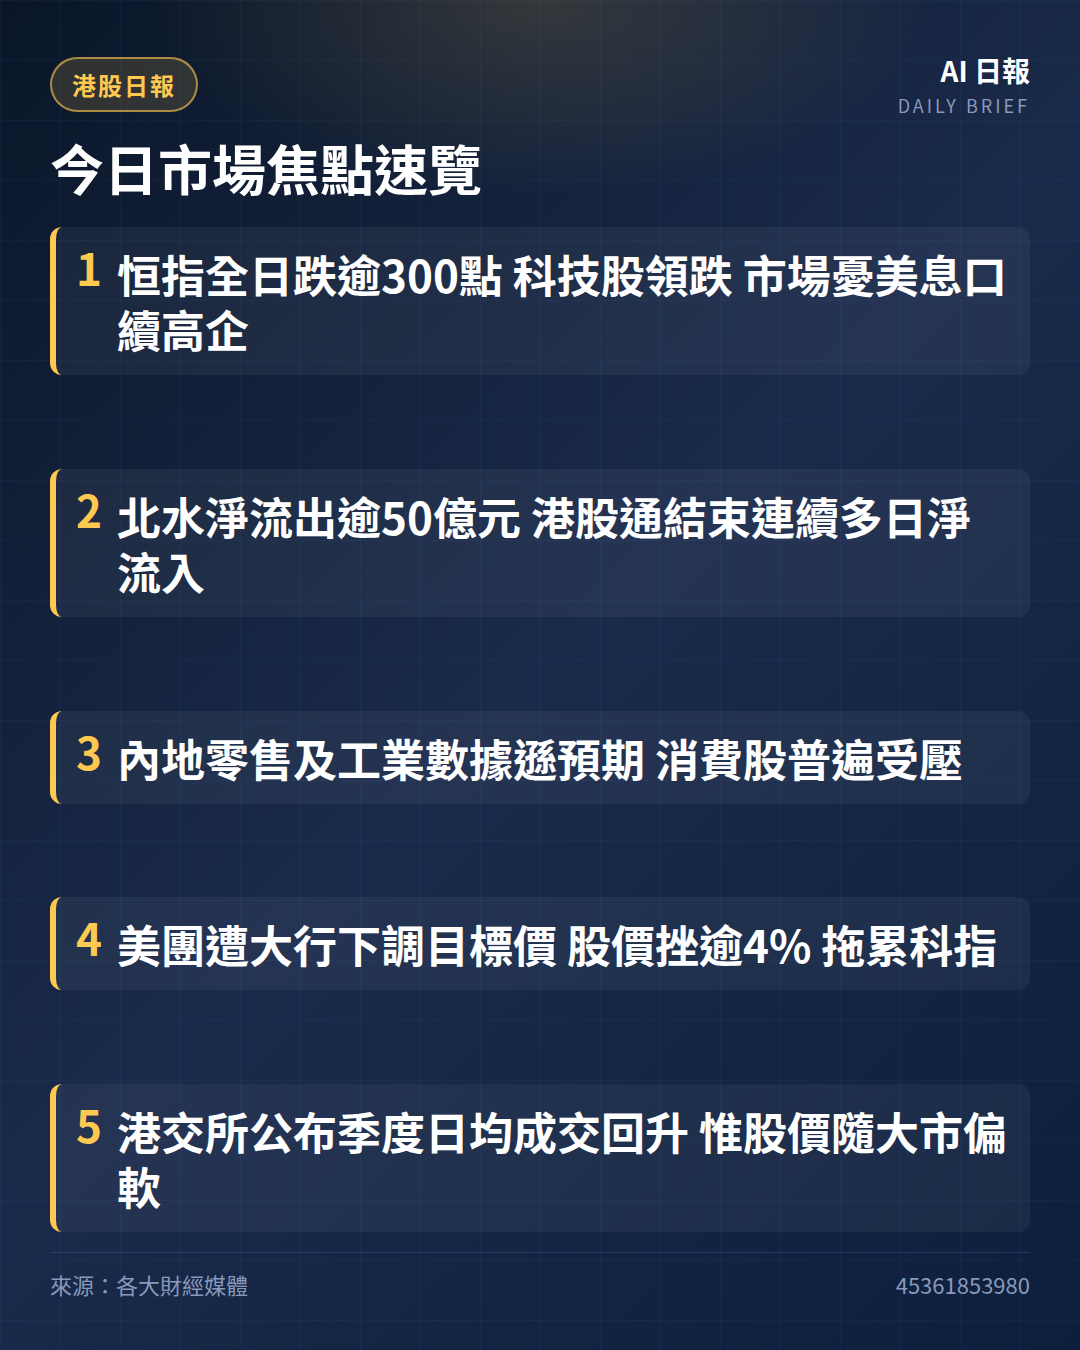 港股日報
AI 日報
DAILY BRIEF
今日市場焦點速覽
1 恒指全日跌逾300點 科技股領跌 市場憂美息口
續高企
2 北水淨流出逾50億元 港股通結束連續多日淨
流入
3 內地零售及工業數據遜預期 消費股普遍受壓
4 美團遭大行下調目標價 股價挫逾4% 拖累科指
5 港交所公布季度日均成交回升 惟股價隨大市偏
軟
來源：各大財經媒體
45361853980